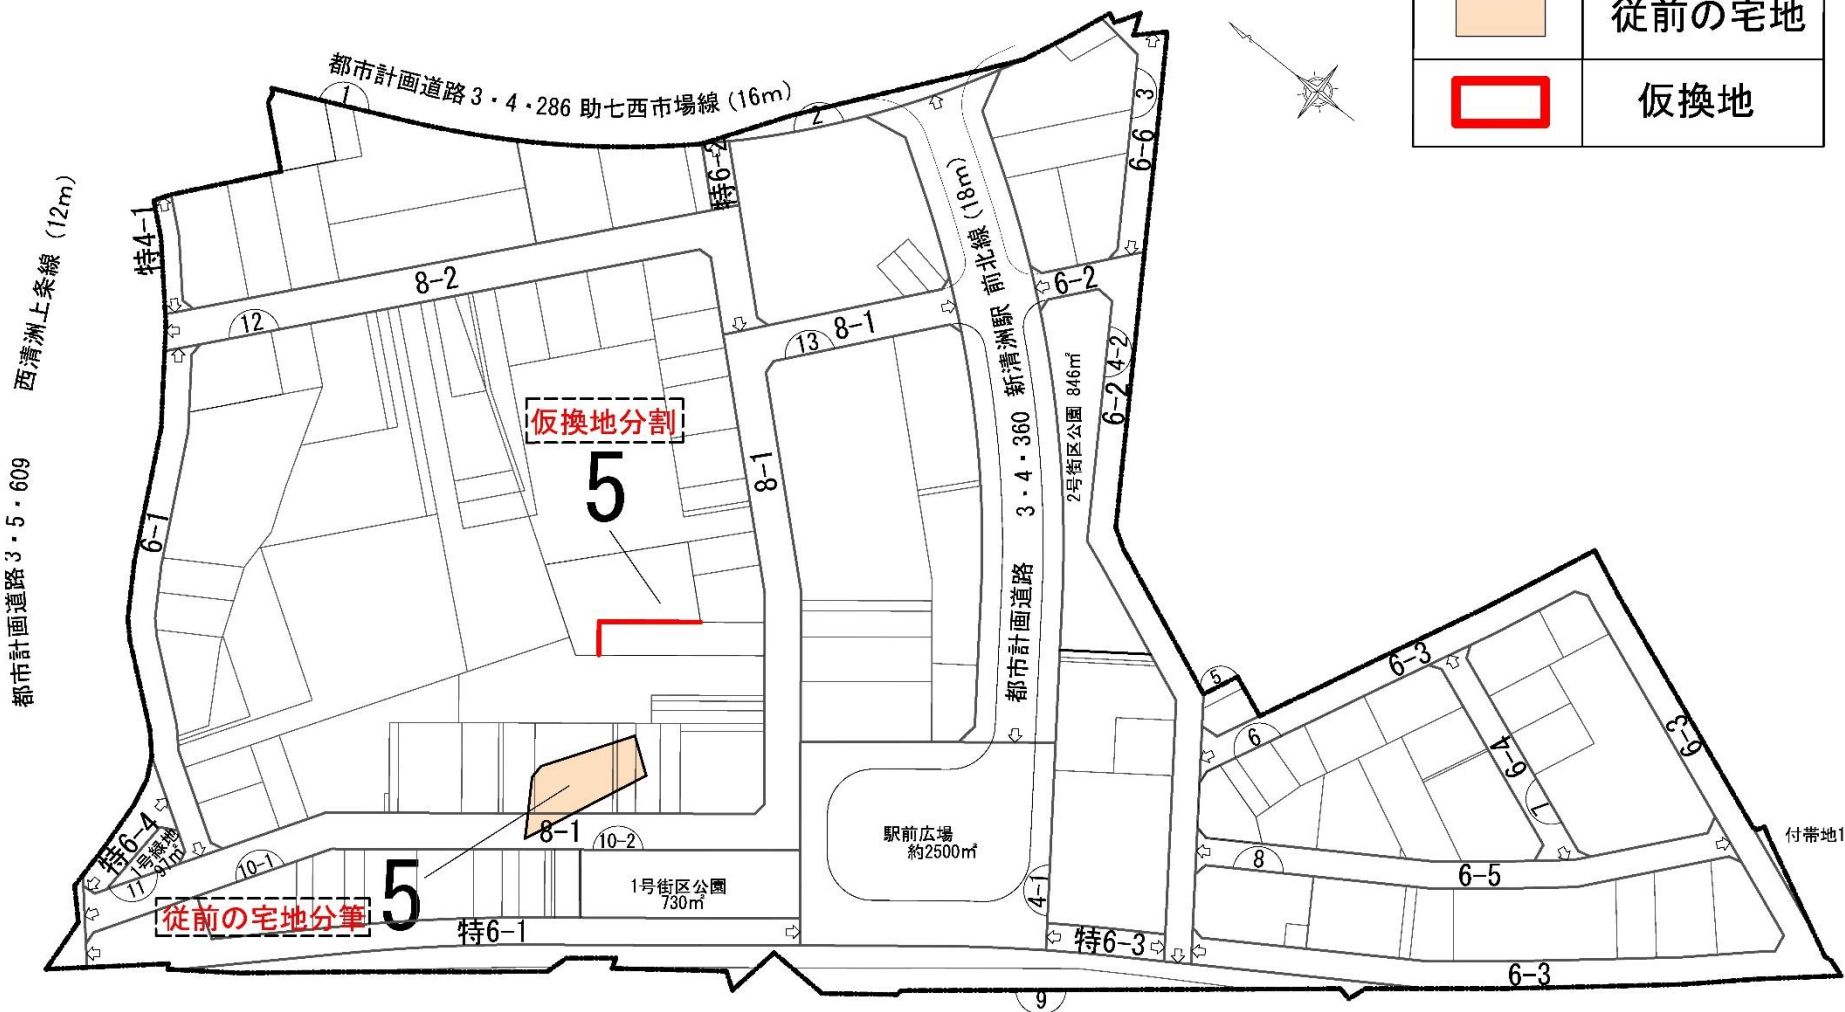 従前の宅地
仮換地
都市計画道路3・4・286 助七西市場線(16m)
1
2
3
6-6
特6-2
特4-1
西清洲上条線(12m)
都市計画道路3・5・609
8-2
12
13
8-1
6-2
4-2
6-2
都市計画道路 3・4・360 新清洲駅 前北線(18m)
2号街区公園 846㎡
仮換地分割
5
8-1
6-1
5
6-3
6
6-4
7
6-3
8
6-5
付帯地1
特6-4
1号緑地
97㎡
11
10-1
8-1
10-2
駅前広場
約2500㎡
1号街区公園
730㎡
4-1
従前の宅地分筆
5
特6-1
特6-3
6-3
9